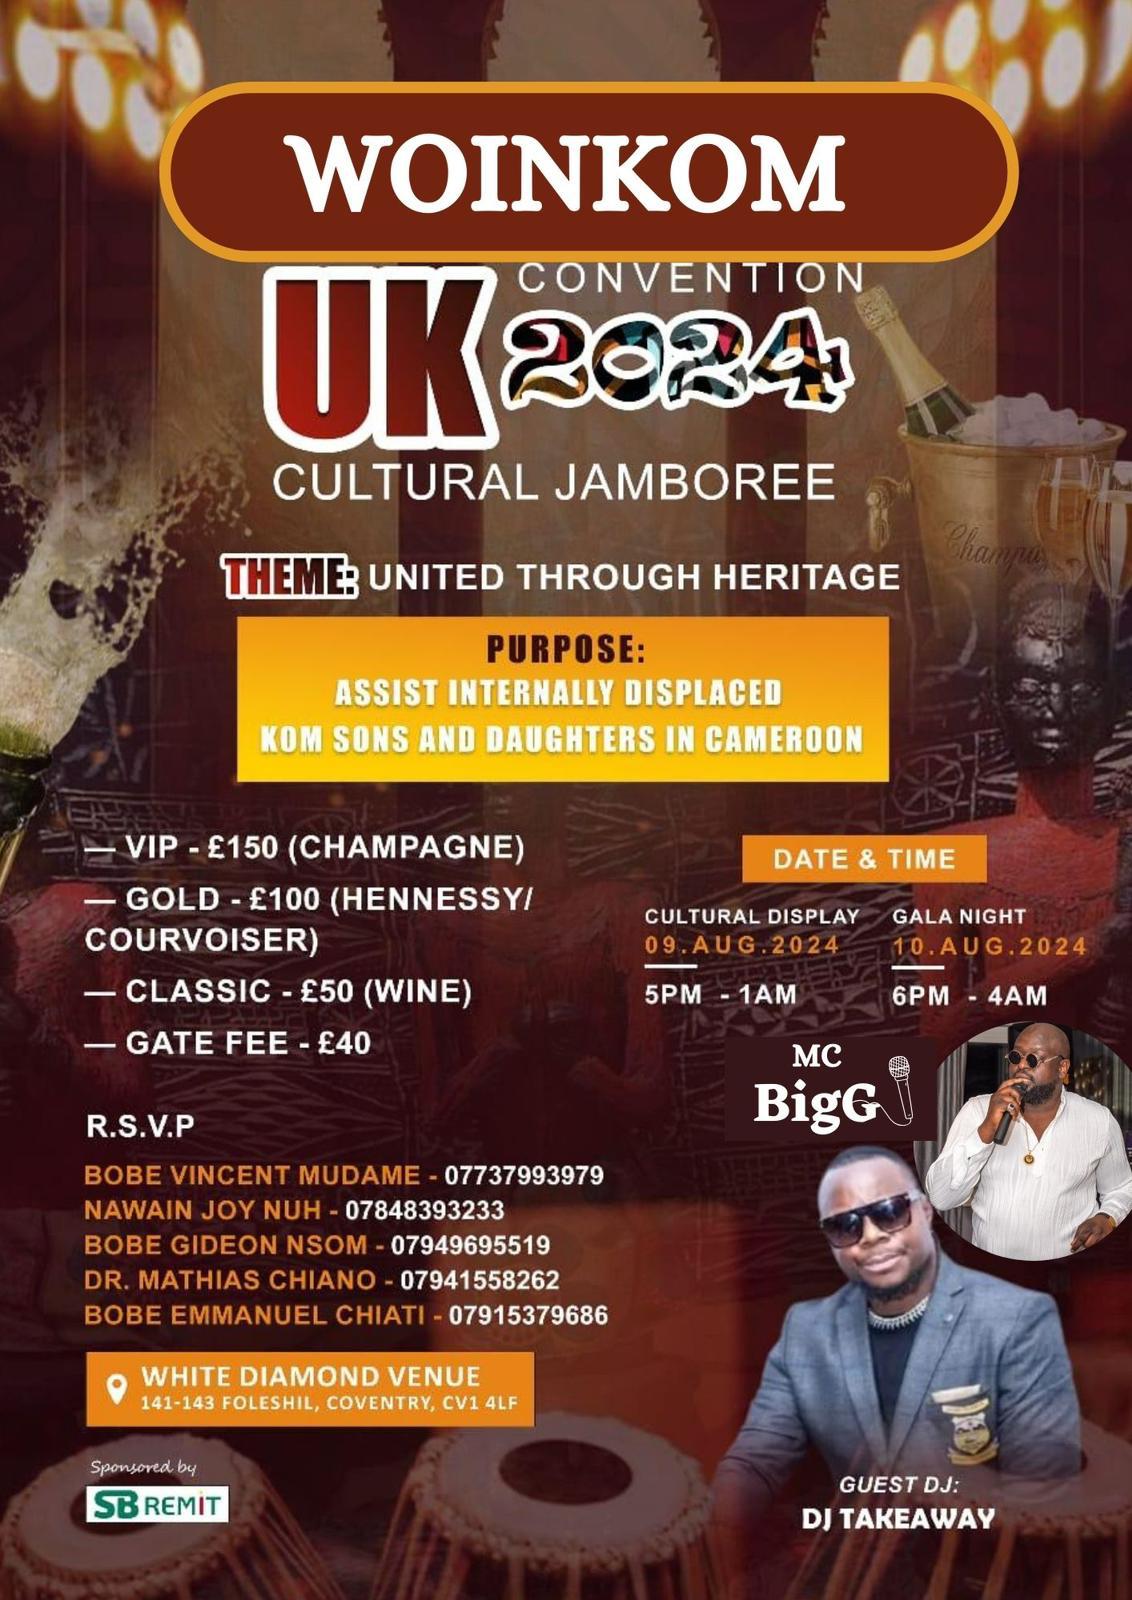 WOINKOM
UK
CONVENTION
2024
CULTURAL JAMBOREE
THEME: UNITED THROUGH HERITAGE
PURPOSE:
ASSIST INTERNALLY DISPLACED
KOM SONS AND DAUGHTERS IN CAMEROON
— VIP - £150 (CHAMPAGNE)
— GOLD - £100 (HENNESSY/
COURVOISER)
— CLASSIC - £50 (WINE)
— GATE FEE - £40
DATE & TIME
CULTURAL DISPLAY
09.AUG.2024
5PM - 1AM
GALA NIGHT
10.AUG.2024
6PM - 4AM
MC
BigG
R.S.V.P
BOBE VINCENT MUDAME - 07737993979
NAWAIN JOY NUH - 07848393233
BOBE GIDEON NSOM - 07949695519
DR. MATHIAS CHIANO - 07941558262
BOBE EMMANUEL CHIATI - 07915379686
WHITE DIAMOND VENUE
141-143 FOLESHIL, COVENTRY, CV1 4LF
Sponsored by
SB REMIT
GUEST DJ:
DJ TAKEAWAY